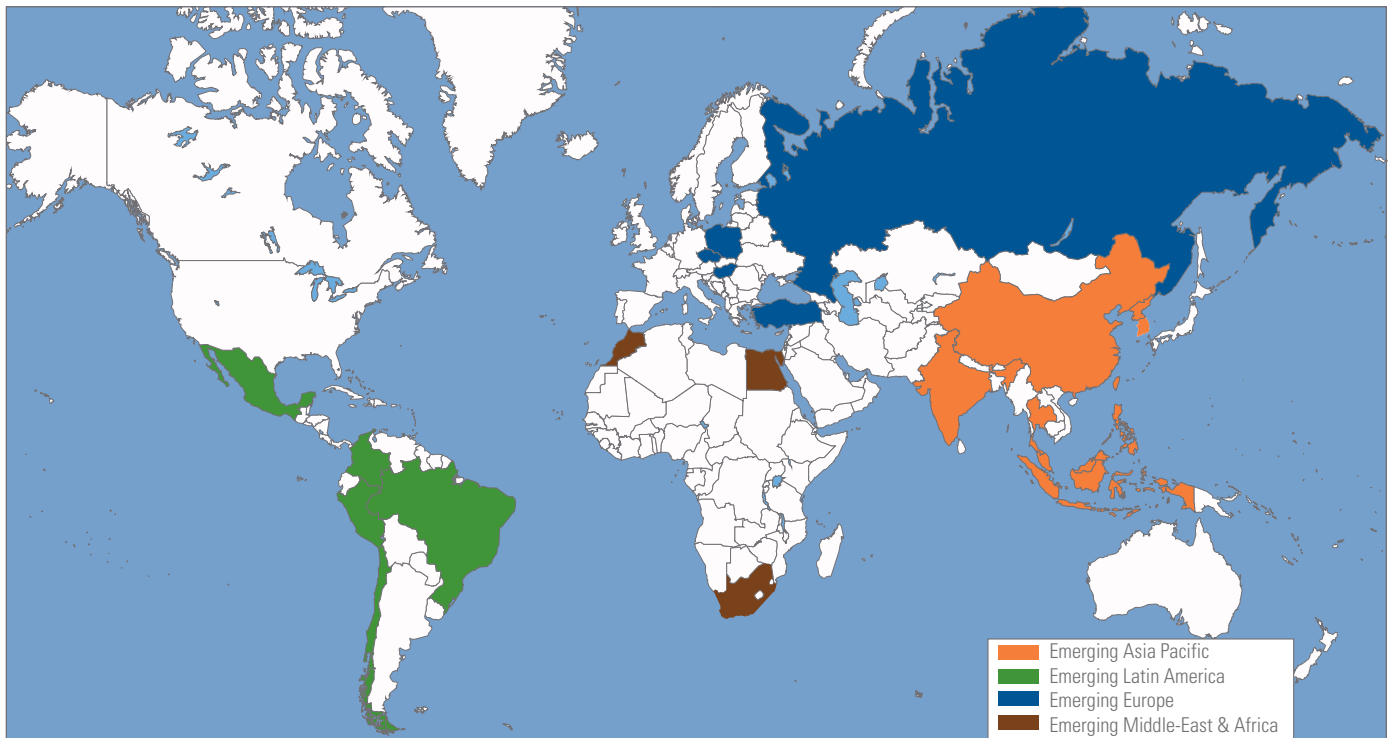 Emerging Asia Pacific
Emerging Latin America
Emerging Europe
Emerging Middle-East & Africa